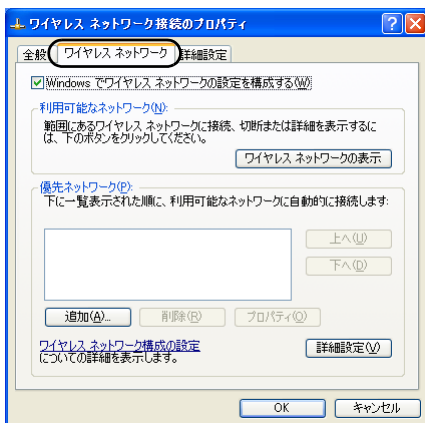 ワイヤレス ネットワーク接続のプロパティ
全般 ワイヤレス ネットワーク 詳細設定
Windows でワイヤレス ネットワークの設定を構成する(W)
利用可能なネットワーク(N):
範囲にあるワイヤレス ネットワークに接続、切断または詳細を表示するに
は、下のボタンをクリックしてください。
ワイヤレス ネットワークの表示
優先ネットワーク(P):
下に一覧表示された順に、利用可能なネットワークに自動的に接続します:
上へ(U)
下へ(D)
追加(A)... 削除(R) プロパティ(O)
ワイヤレス ネットワーク構成の設定
についての詳細を表示します。
詳細設定(V)
OK キャンセル